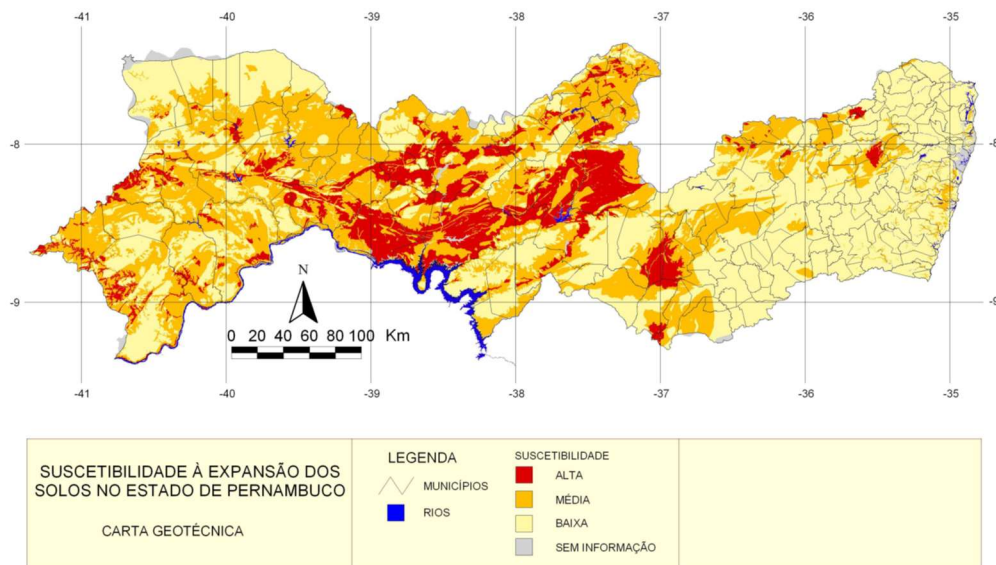 -41 -40 -39 -38 -37 -36 -35
-8 -8
-9 -9
N
0 20 40 60 80 100 Km
-41 -40 -39 -38 -37 -36 -35
SUSCETIBILIDADE À EXPANSÃO DOS
SOLOS NO ESTADO DE PERNAMBUCO
CARTA GEOTÉCNICA
LEGENDA
MUNICÍPIOS
RIOS
SUSCETIBILIDADE
ALTA
MÉDIA
BAIXA
SEM INFORMAÇÃO